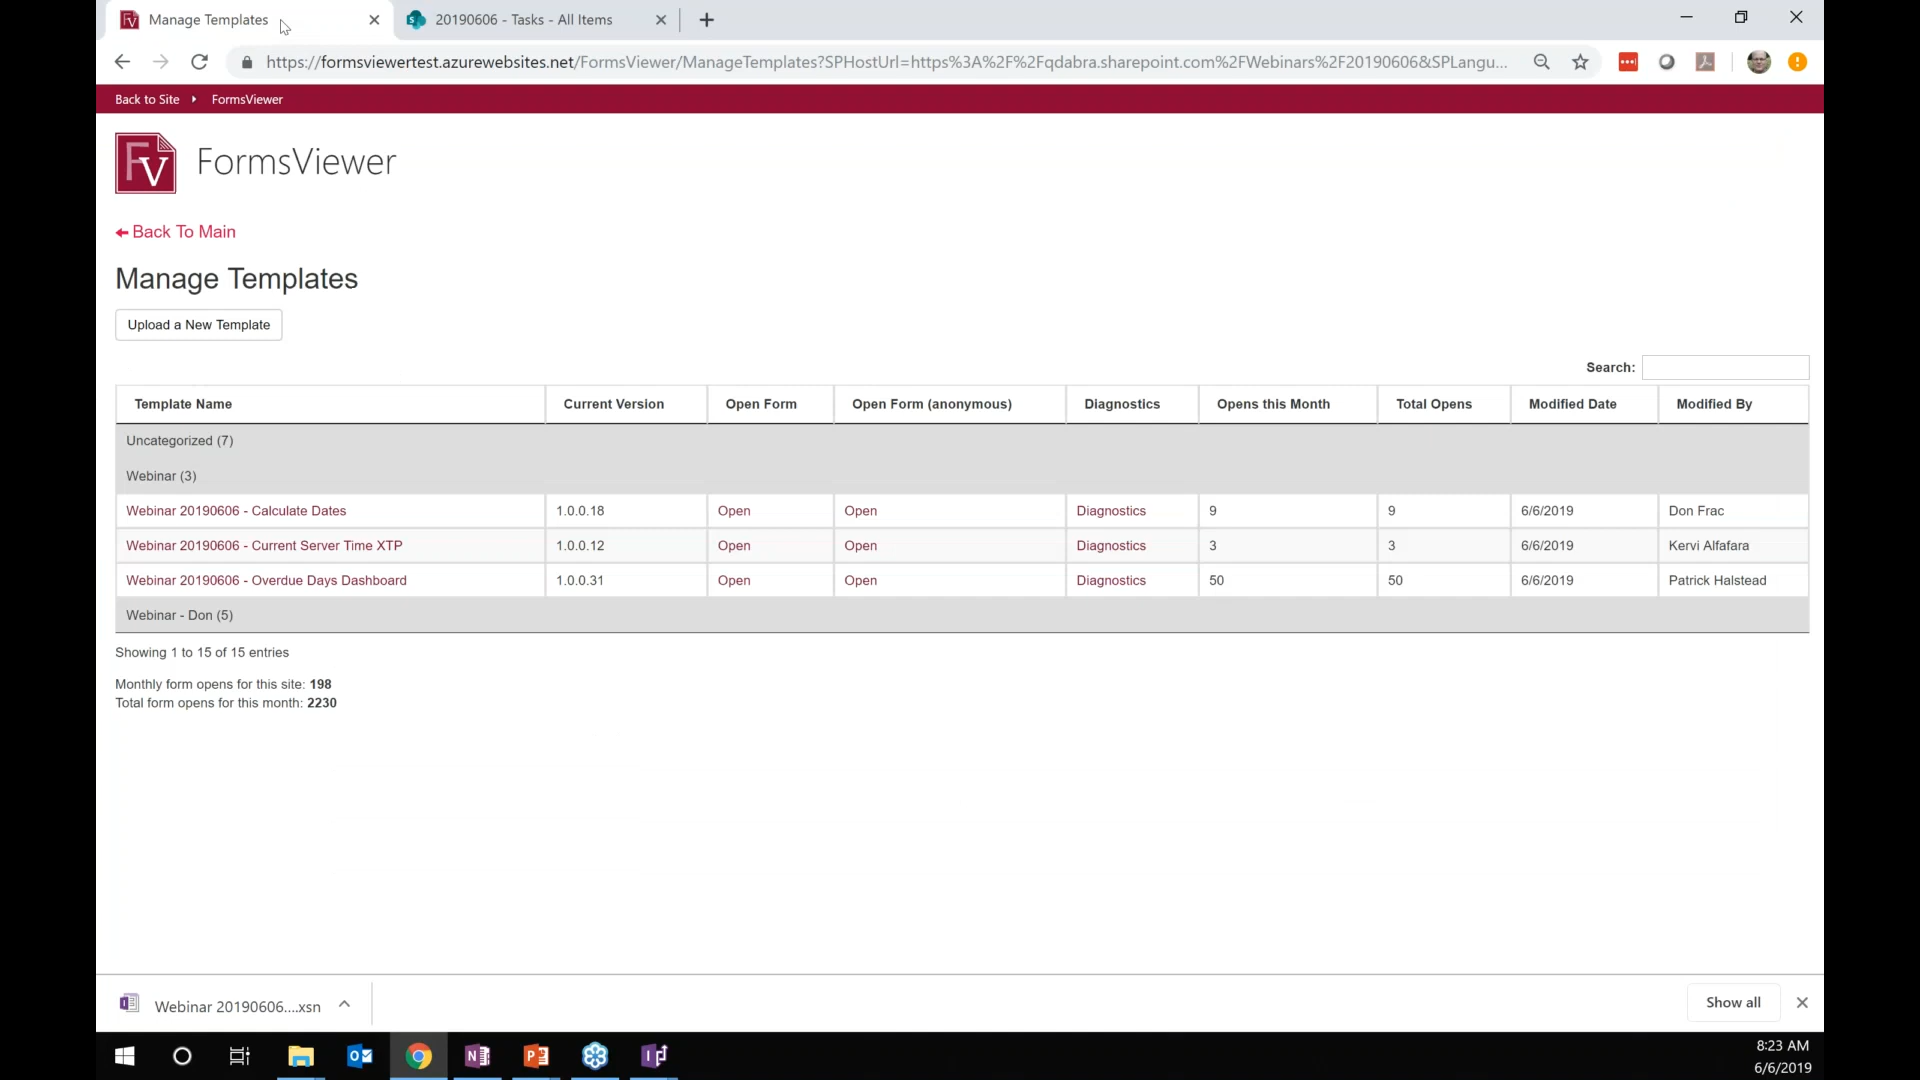 Manage Templates
20190606 - Tasks - All Items
https://formsviewertest.azurewebsites.net/FormsViewer/ManageTemplates?SPHostUrl=https%3A%2F%2Fqdabra.sharepoint.com%2FWebinars%2F20190606&SPLangu...
Back to Site FormsViewer
FV FormsViewer
Back To Main
Manage Templates
Upload a New Template
Search:
Template Name Current Version Open Form Open Form (anonymous) Diagnostics Opens this Month Total Opens Modified Date Modified By
Uncategorized (7)
Webinar (3)
Webinar 20190606 - Calculate Dates 1.0.0.18 Open Open Diagnostics 9 9 6/6/2019 Don Frac
Webinar 20190606 - Current Server Time XTP 1.0.0.12 Open Open Diagnostics 3 3 6/6/2019 Kervi Alfafara
Webinar 20190606 - Overdue Days Dashboard 1.0.0.31 Open Open Diagnostics 50 50 6/6/2019 Patrick Halstead
Webinar - Don (5)
Showing 1 to 15 of 15 entries
Monthly form opens for this site: 198
Total form opens for this month: 2230
Webinar 20190606....xsn
Show all
8:23 AM
6/6/2019